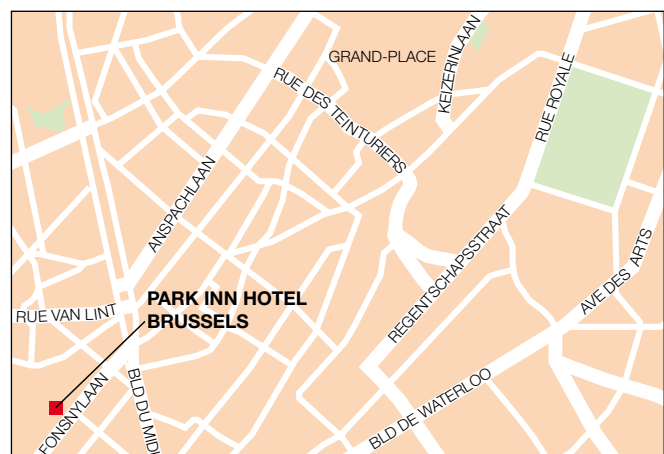 GRAND-PLACE
KEIZERINLAAN
RUE ROYALE
RUE DES TEINTURIERS
ANSPACHLAAN
REGENTSCHAPSSTRAAT
AVE DES ARTS
PARK INN HOTEL
BRUSSELS
RUE VAN LINT
FONSNYLAAN
BLD DU MIDI
BLD DE WATERLOO